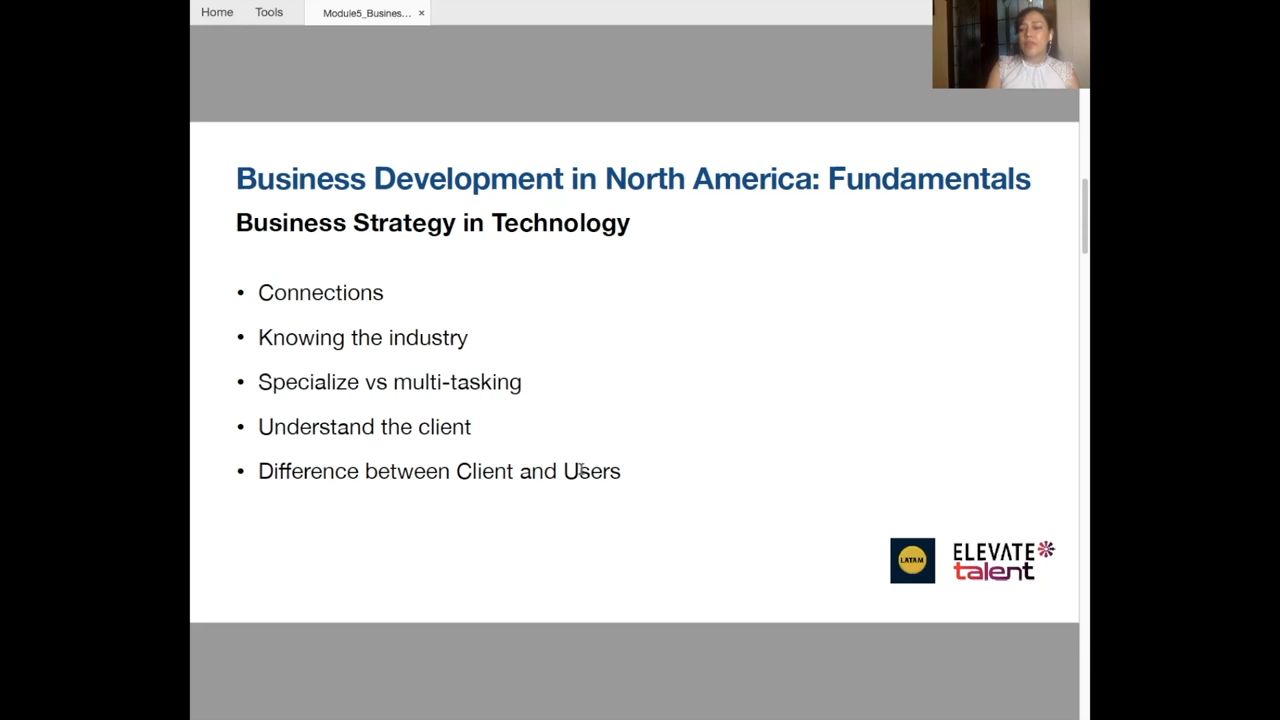 Home Tools Module5_Busines... ×
Business Development in North America: Fundamentals
Business Strategy in Technology
• Connections
• Knowing the industry
• Specialize vs multi-tasking
• Understand the client
• Difference between Client and Users
LATAM
ELEVATE
talent